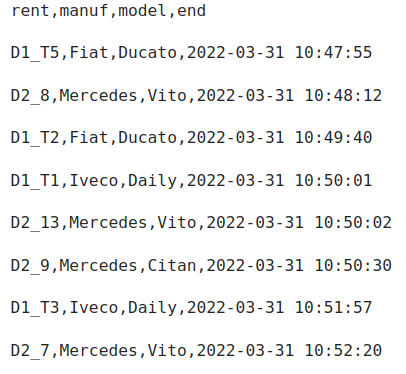 rent,manuf,model,end
D1_T5,Fiat,Ducato,2022-03-31 10:47:55
D2_8,Mercedes,Vito,2022-03-31 10:48:12
D1_T2,Fiat,Ducato,2022-03-31 10:49:40
D1_T1,Iveco,Daily,2022-03-31 10:50:01
D2_13,Mercedes,Vito,2022-03-31 10:50:02
D2_9,Mercedes,Citan,2022-03-31 10:50:30
D1_T3,Iveco,Daily,2022-03-31 10:51:57
D2_7,Mercedes,Vito,2022-03-31 10:52:20